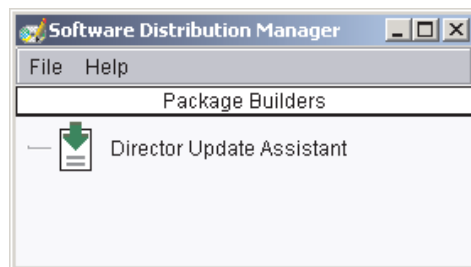 Software Distribution Manager
File Help
Package Builders
Director Update Assistant